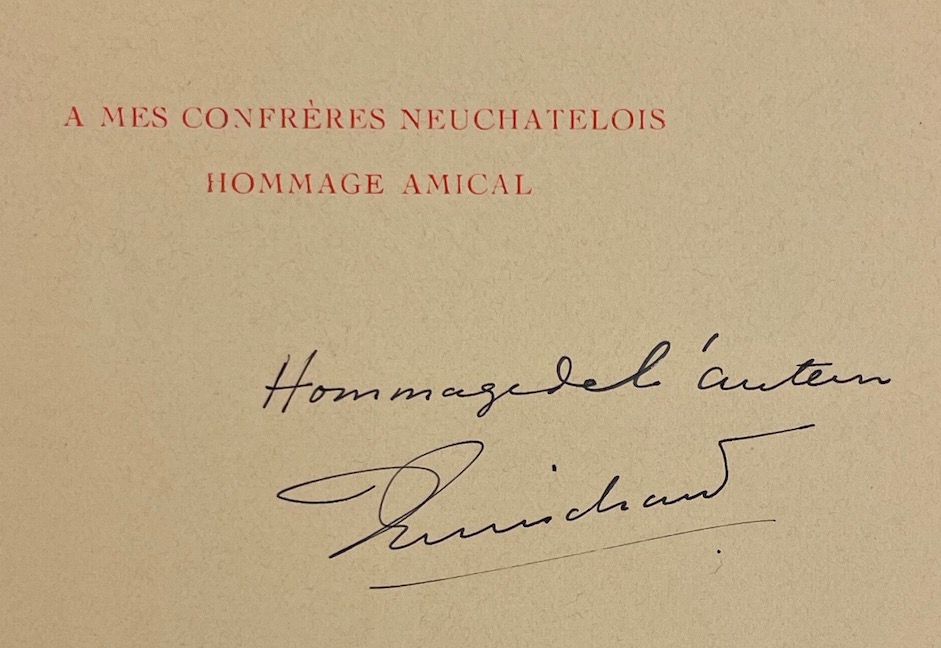 A MES CONFRÈRES NEUCHATELOIS
HOMMAGE AMICAL
Hommage de l'auteur